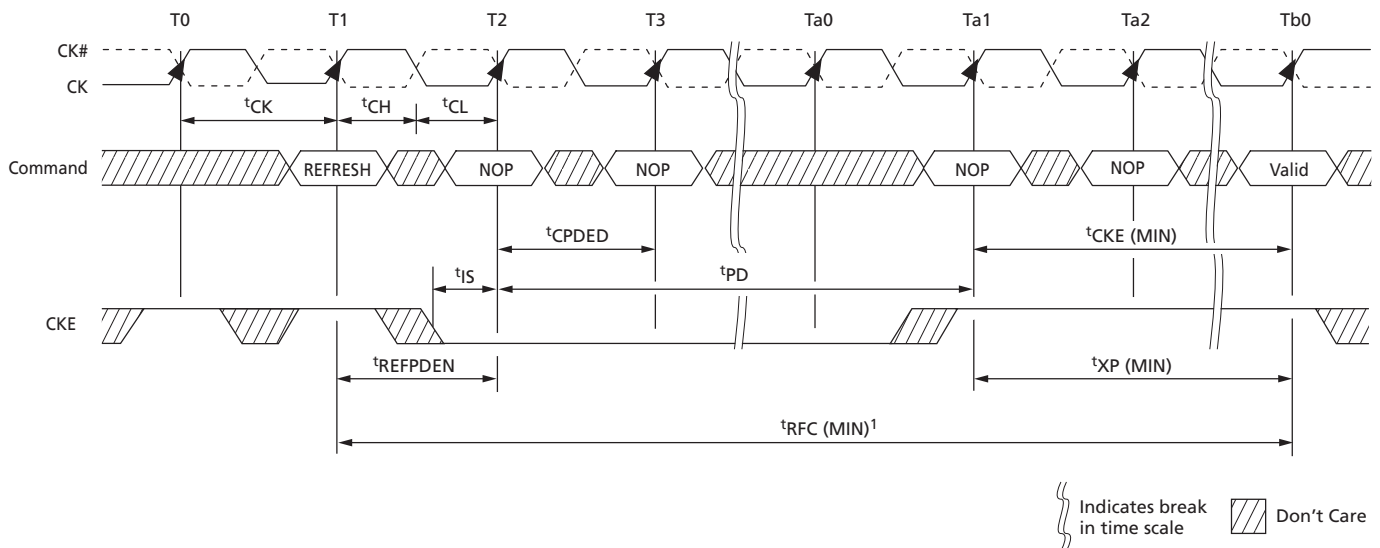 T0 T1 T2 T3 Ta0 Ta1 Ta2 Tb0
CK#
CK
tCK tCH tCL
Command REFRESH NOP NOP NOP NOP Valid
tCPDED tCKE (MIN)
tIS tPD
CKE
tREFPDEN tXP (MIN)
tRFC (MIN)1
Indicates break
in time scale
Don't Care